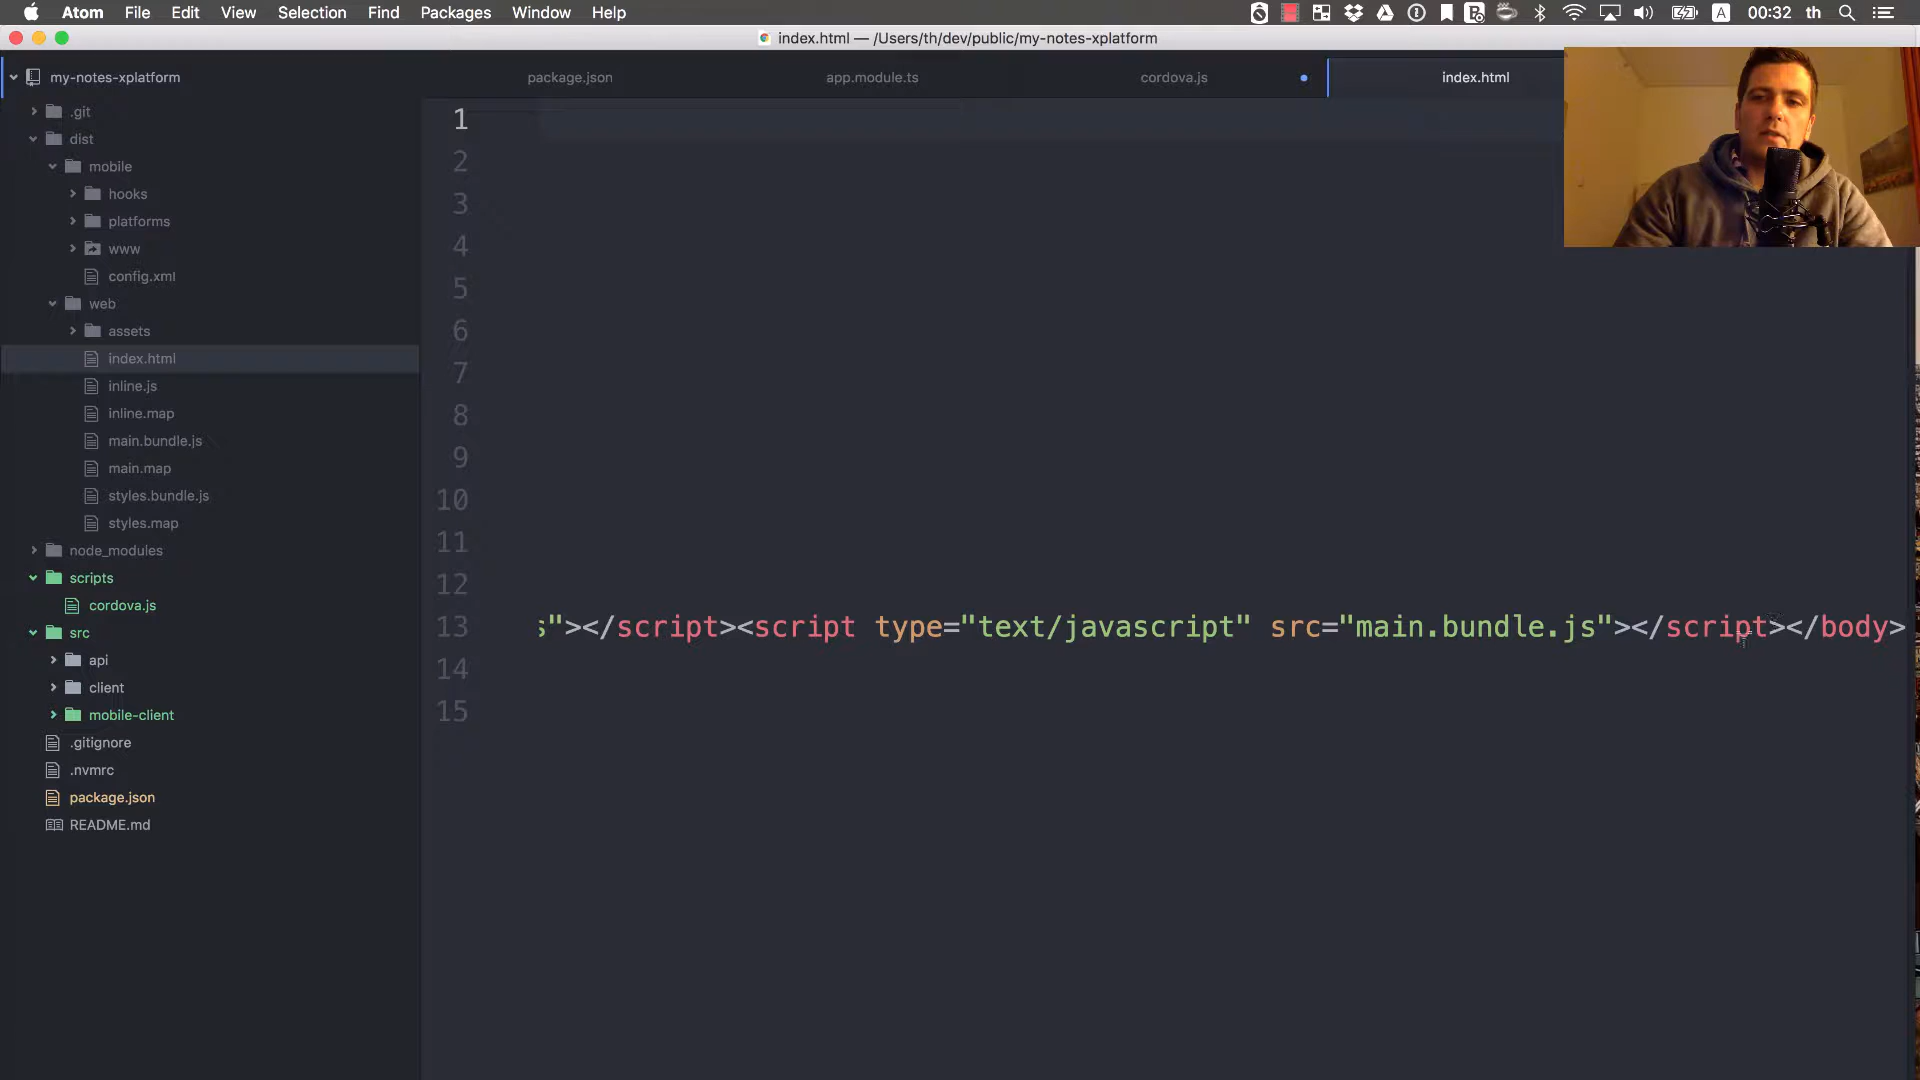 Atom File Edit View Selection Find Packages Window Help 00:32 th
index.html — /Users/th/dev/public/my-notes-xplatform
my-notes-xplatform
package.json app.module.ts cordova.js index.html
.git
dist
mobile
hooks
platforms
www
config.xml
web
assets
index.html
inline.js
inline.map
main.bundle.js
main.map
styles.bundle.js
styles.map
node_modules
scripts
cordova.js
src
api
client
mobile-client
.gitignore
.nvmrc
package.json
README.md
1
2
3
4
5
6
7
8
9
10
11
12
13 s"></script><script type="text/javascript" src="main.bundle.js"></script></body>
14
15